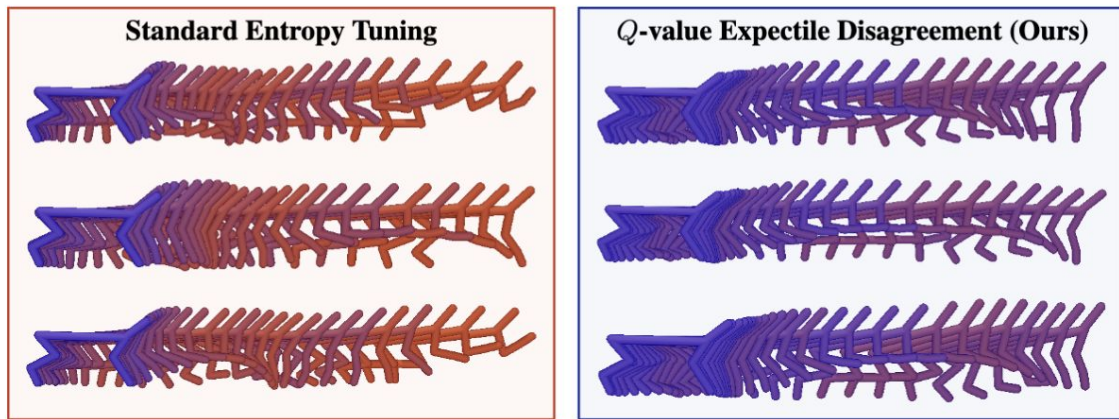 Standard Entropy Tuning
Q-value Expectile Disagreement (Ours)